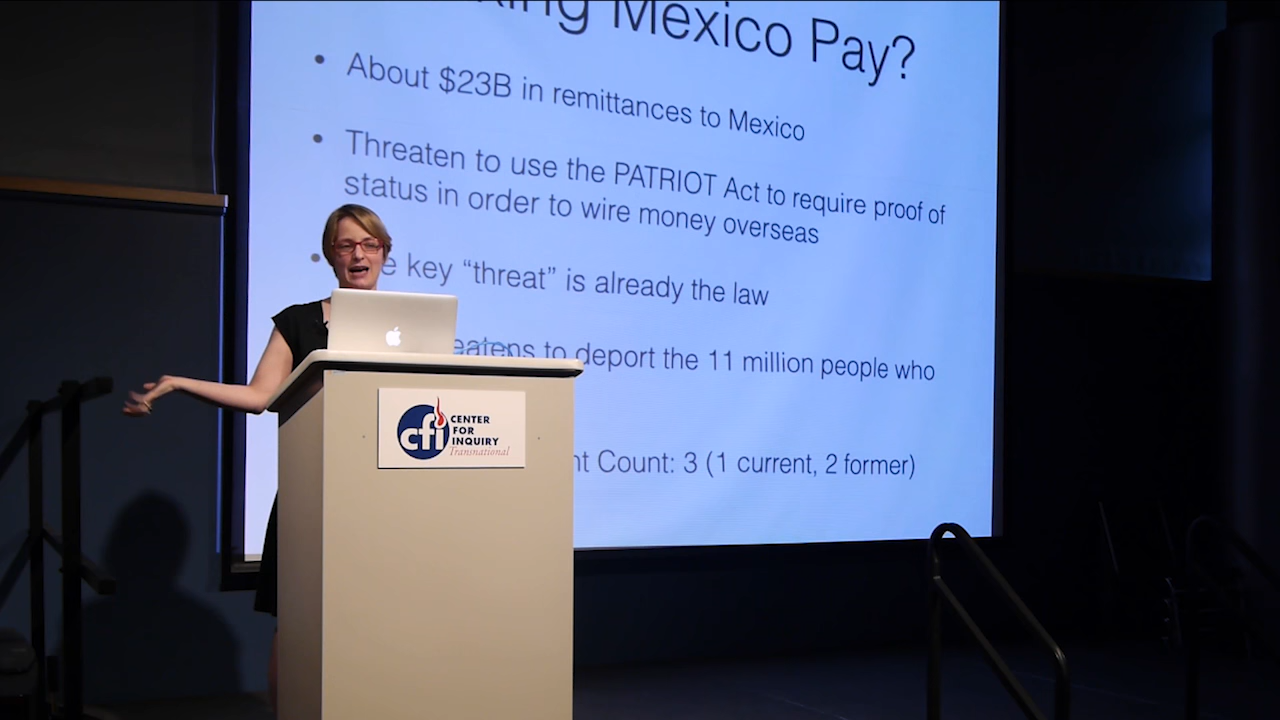 Mexico Pay?
• About $23B in remittances to Mexico
• Threaten to use the PATRIOT Act to require proof of
status in order to wire money overseas
• key “threat” is already the law
to deport the 11 million people who
Count: 3 (1 current, 2 former)
cfi
CENTER
FOR
INQUIRY
Transnational